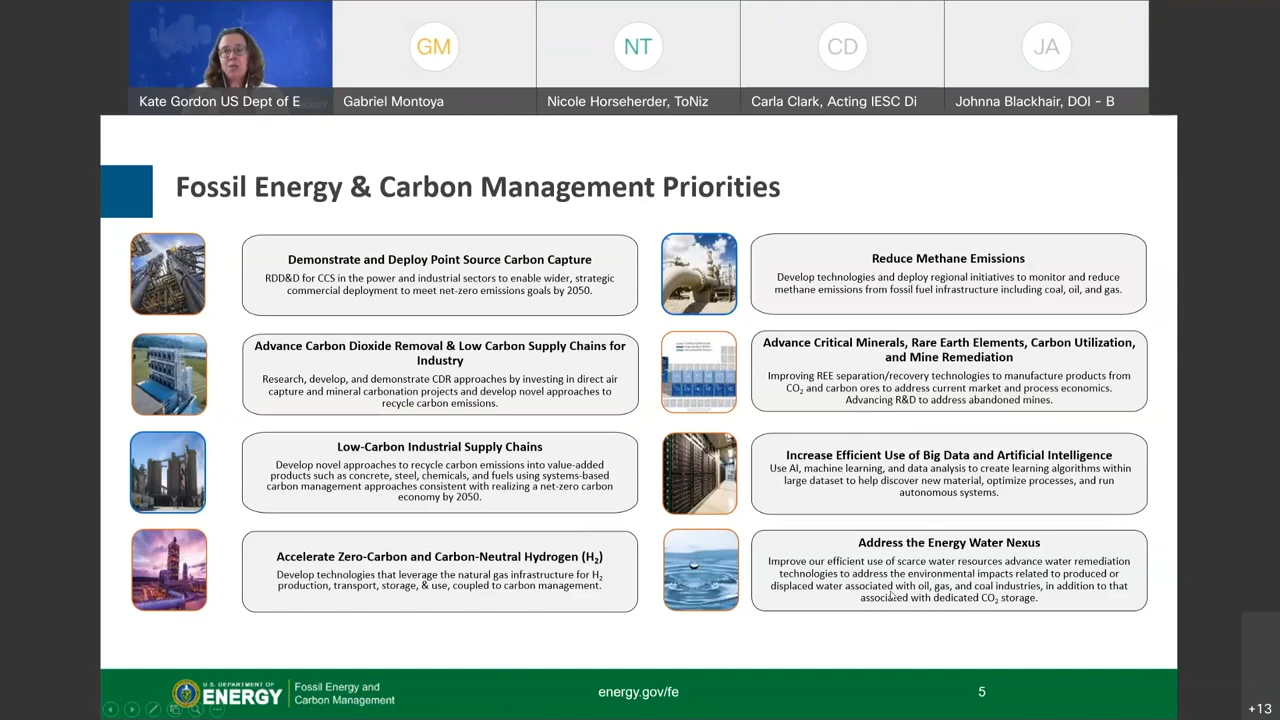 GM
NT
CD
JA
Kate Gordon US Dept of E
Gabriel Montoya
Nicole Horseherder, ToNiz
Carla Clark, Acting IESC Di
Johnna Blackhair, DOI - B
Fossil Energy & Carbon Management Priorities
Demonstrate and Deploy Point Source Carbon Capture
RDD&D for CCS in the power and industrial sectors to enable wider, strategic
commercial deployment to meet net-zero emissions goals by 2050.
Advance Carbon Dioxide Removal & Low Carbon Supply Chains for
Industry
Research, develop, and demonstrate CDR approaches by investing in direct air
capture and mineral carbonation projects and develop novel approaches to
recycle carbon emissions.
Low-Carbon Industrial Supply Chains
Develop novel approaches to recycle carbon emissions into value-added
products such as concrete, steel, chemicals, and fuels using systems-based
carbon management approaches consistent with realizing a net-zero carbon
economy by 2050.
Accelerate Zero-Carbon and Carbon-Neutral Hydrogen (H2)
Develop technologies that leverage the natural gas infrastructure for H2
production, transport, storage, & use, coupled to carbon management.
Reduce Methane Emissions
Develop technologies and deploy regional initiatives to monitor and reduce
methane emissions from fossil fuel infrastructure including coal, oil, and gas.
Advance Critical Minerals, Rare Earth Elements, Carbon Utilization,
and Mine Remediation
Improving REE separation/recovery technologies to manufacture products from
CO2 and carbon ores to address current market and process economics.
Advancing R&D to address abandoned mines.
Increase Efficient Use of Big Data and Artificial Intelligence
Use AI, machine learning, and data analysis to create learning algorithms within
large dataset to help discover new material, optimize processes, and run
autonomous systems.
Address the Energy Water Nexus
Improve our efficient use of scarce water resources advance water remediation
technologies to address the environmental impacts related to produced or
displaced water associated with oil, gas, and coal industries, in addition to that
associated with dedicated CO2 storage.
U.S. DEPARTMENT OF
ENERGY
Fossil Energy and
Carbon Management
energy.gov/fe
5
+13